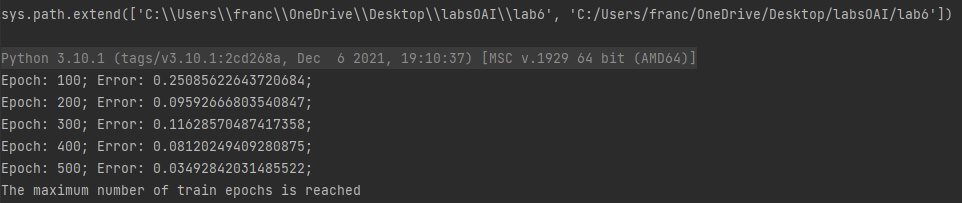 sys.path.extend(['C:\\Users\\franc\\OneDrive\\Desktop\\labsOAI\\lab6', 'C:/Users/franc/OneDrive/Desktop/labsOAI/lab6'])
Python 3.10.1 (tags/v3.10.1:2cd268a, Dec  6 2021, 19:10:37) [MSC v.1929 64 bit (AMD64)]
Epoch: 100; Error: 0.25085622643720684;
Epoch: 200; Error: 0.09592666803540847;
Epoch: 300; Error: 0.11628570487417358;
Epoch: 400; Error: 0.08120249409280875;
Epoch: 500; Error: 0.03492842031485522;
The maximum number of train epochs is reached